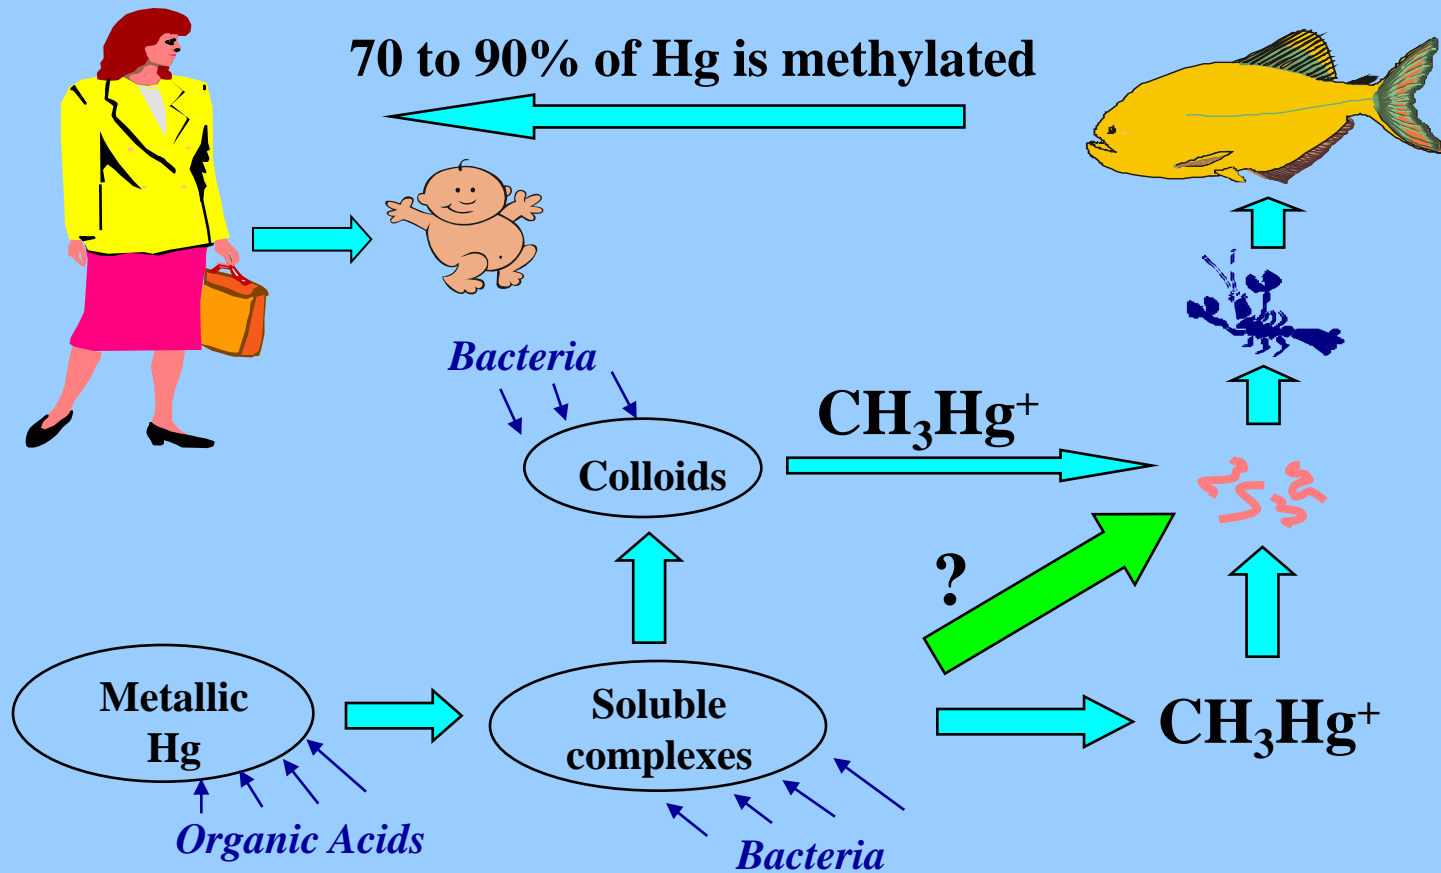 70 to 90% of Hg is methylated
Bacteria
CH₃Hg⁺
Colloids
?
Metallic
Hg
Soluble
complexes
CH₃Hg⁺
Organic Acids
Bacteria